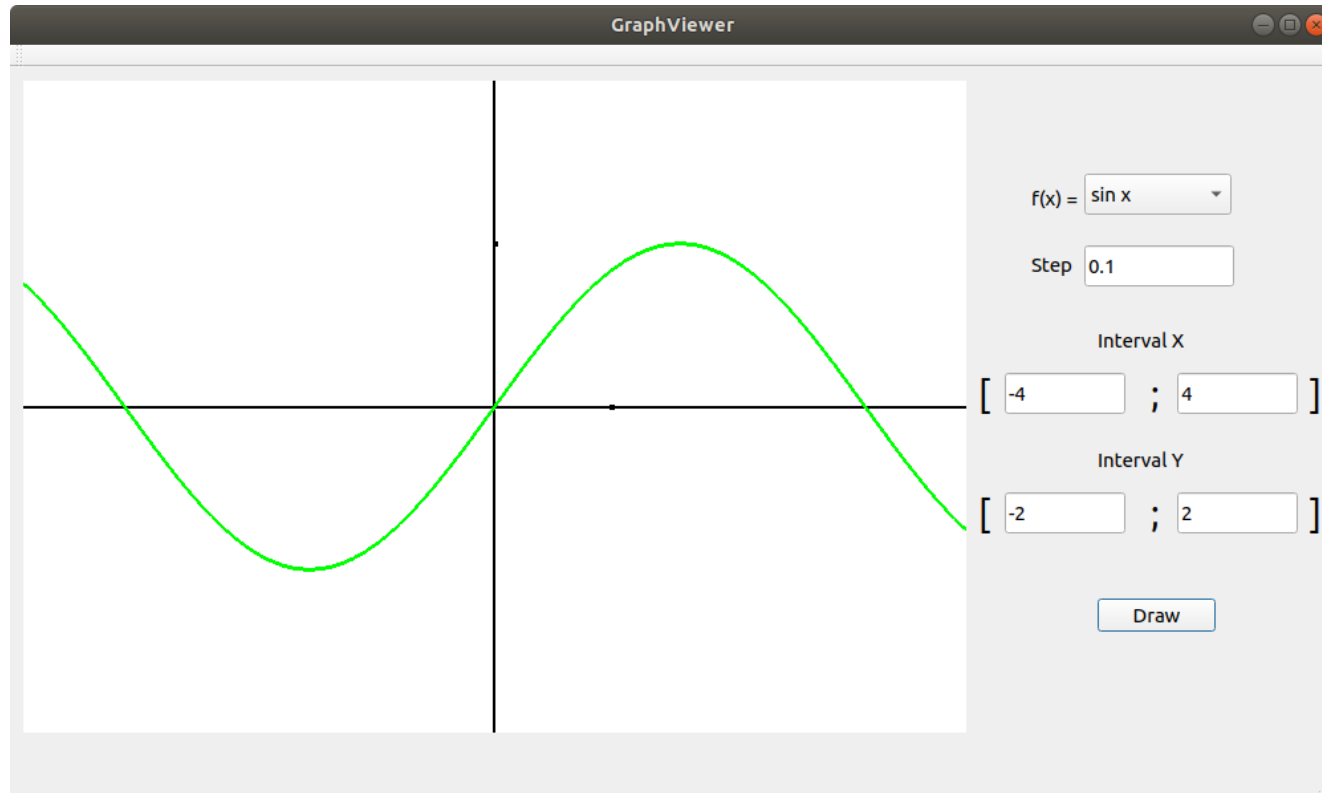 GraphViewer
f(x) = sin x
Step 0.1
Interval X
[ -4 ; 4 ]
Interval Y
[ -2 ; 2 ]
Draw